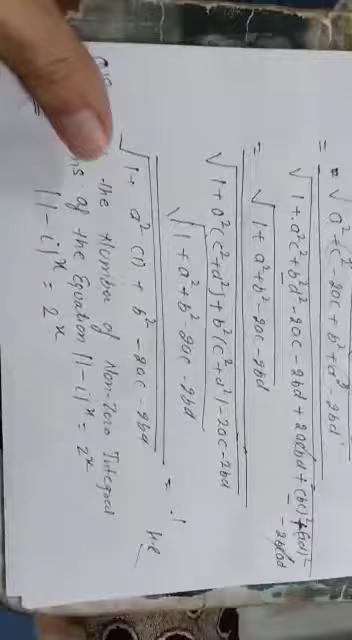 = √a²+c²-2ac+b²+d²-2bd
√1+a²c²+b²d²-2ac-2bd+2acbd+(bc)²+(ad)²-2bcad
= √1+a²+b²-2ac-2bd
√1+a²(c²+d²)+b²(c²+d²)-2ac-2bd
√1+a²+b²-2ac-2bd
√1+a²(1)+b²-2ac-2bd = 1
the Number of Non-Zero Integral
of the Equation |1-i|ˣ = 2ˣ
|1-i|ˣ = 2ˣ